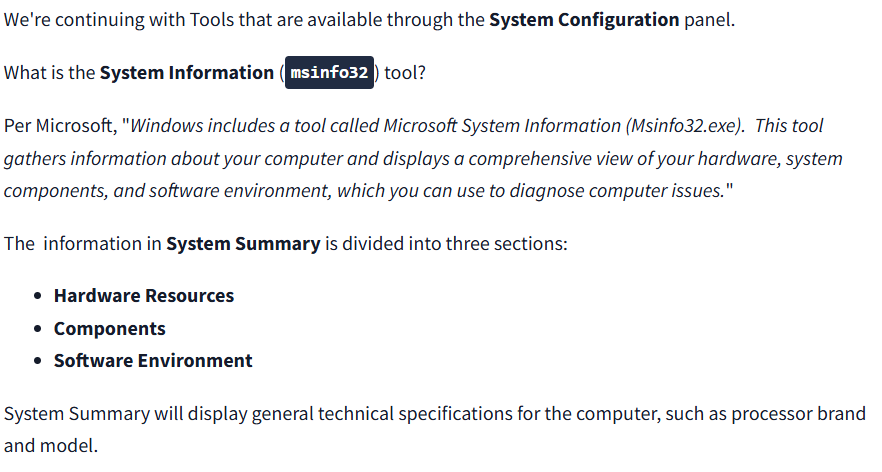 We're continuing with Tools that are available through the System Configuration panel.
What is the System Information (msinfo32) tool?
Per Microsoft, "Windows includes a tool called Microsoft System Information (Msinfo32.exe).  This tool
gathers information about your computer and displays a comprehensive view of your hardware, system
components, and software environment, which you can use to diagnose computer issues."
The  information in System Summary is divided into three sections:
• Hardware Resources
• Components
• Software Environment
System Summary will display general technical specifications for the computer, such as processor brand
and model.